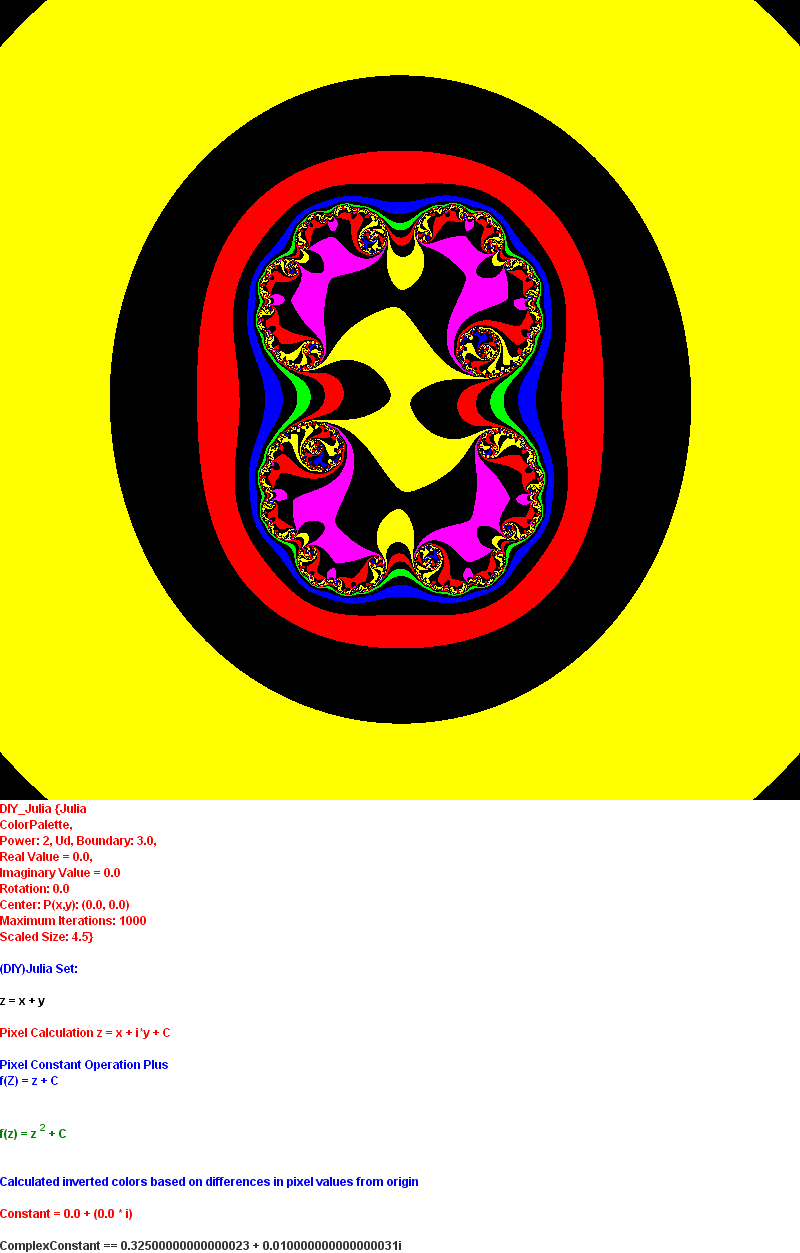 DIY_Julia {Julia
ColorPalette,
Power: 2, Ud, Boundary: 3.0,
Real Value = 0.0,
Imaginary Value = 0.0
Rotation: 0.0
Center: P(x,y): (0.0, 0.0)
Maximum Iterations: 1000
Scaled Size: 4.5}
(DIY)Julia Set:
z = x + y
Pixel Calculation z = x + i*y + C
Pixel Constant Operation Plus
f(Z) = z + C
f(z) = z 2 + C
Calculated inverted colors based on differences in pixel values from origin
Constant = 0.0 + (0.0 * i)
ComplexConstant == 0.32500000000000023 + 0.010000000000000031i